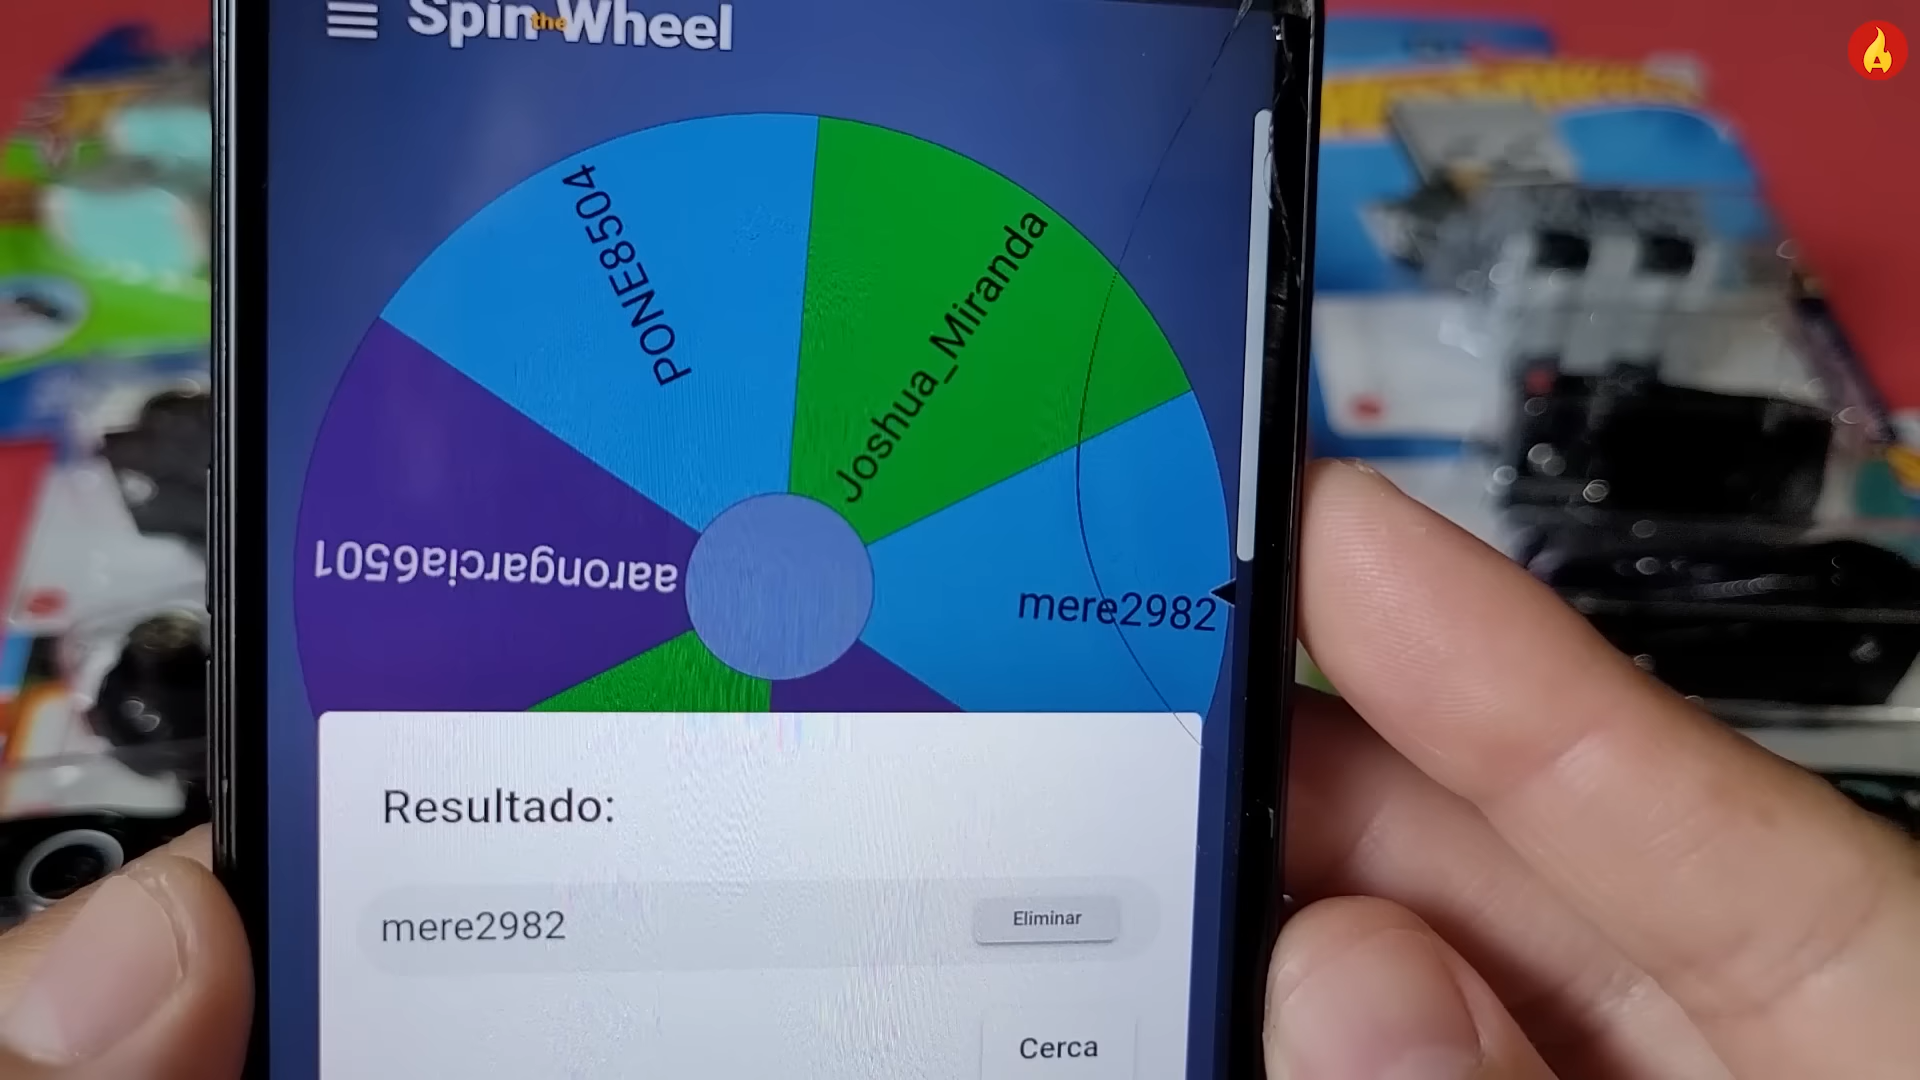 Spin the Wheel
PONE8504
Joshua_Miranda
aarongarcia6501
mere2982
Resultado:
mere2982
Eliminar
Cerca